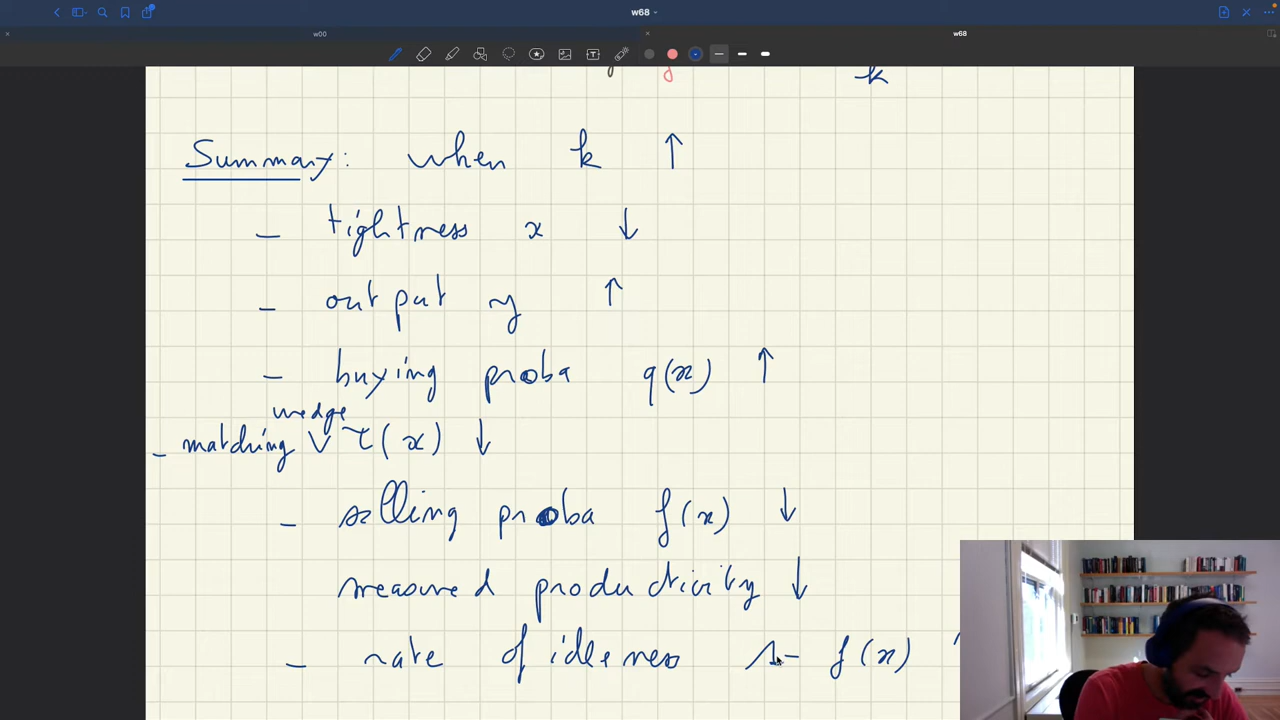 w68
w00
w68
k
Summary: when k ↑
– tightness x ↓
– output y ↑
– buying proba q(x) ↑
wedge
– matching ∨ τ(x) ↓
– selling proba f(x) ↓
measured productivity ↓
– rate of idleness 1 – f(x) ↑